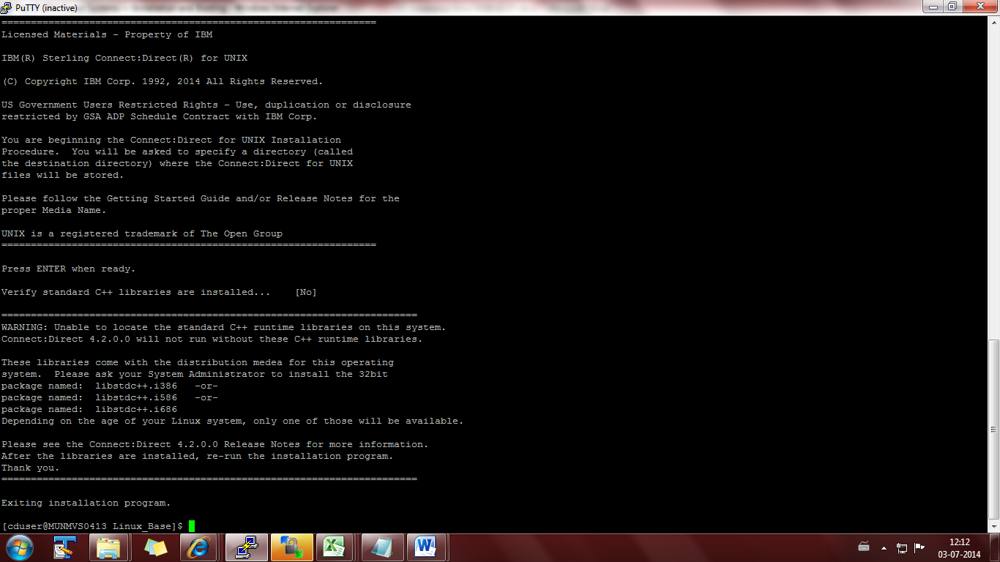 PuTTY (inactive)
================================================================
Licensed Materials - Property of IBM
IBM(R) Sterling Connect:Direct(R) for UNIX
(C) Copyright IBM Corp. 1992, 2014 All Rights Reserved.
US Government Users Restricted Rights - Use, duplication or disclosure
restricted by GSA ADP Schedule Contract with IBM Corp.
You are beginning the Connect:Direct for UNIX Installation
Procedure.  You will be asked to specify a directory (called
the destination directory) where the Connect:Direct for UNIX
files will be stored.
Please follow the Getting Started Guide and/or Release Notes for the
proper Media Name.
UNIX is a registered trademark of The Open Group
================================================================
Press ENTER when ready.
Verify standard C++ libraries are installed...    [No]
=======================================================================
WARNING: Unable to locate the standard C++ runtime libraries on this system.
Connect:Direct 4.2.0.0 will not run without these C++ runtime libraries.
These libraries come with the distribution medea for this operating
system.  Please ask your System Administrator to install the 32bit
package named:  libstdc++.i386   -or-
package named:  libstdc++.i586   -or-
package named:  libstdc++.i686
Depending on the age of your Linux system, only one of those will be available.
Please see the Connect:Direct 4.2.0.0 Release Notes for more information.
After the libraries are installed, re-run the installation program.
Thank you.
=======================================================================
Exiting installation program.
[cduser@MUNMVS0413 Linux_Base]$
12:12
03-07-2014